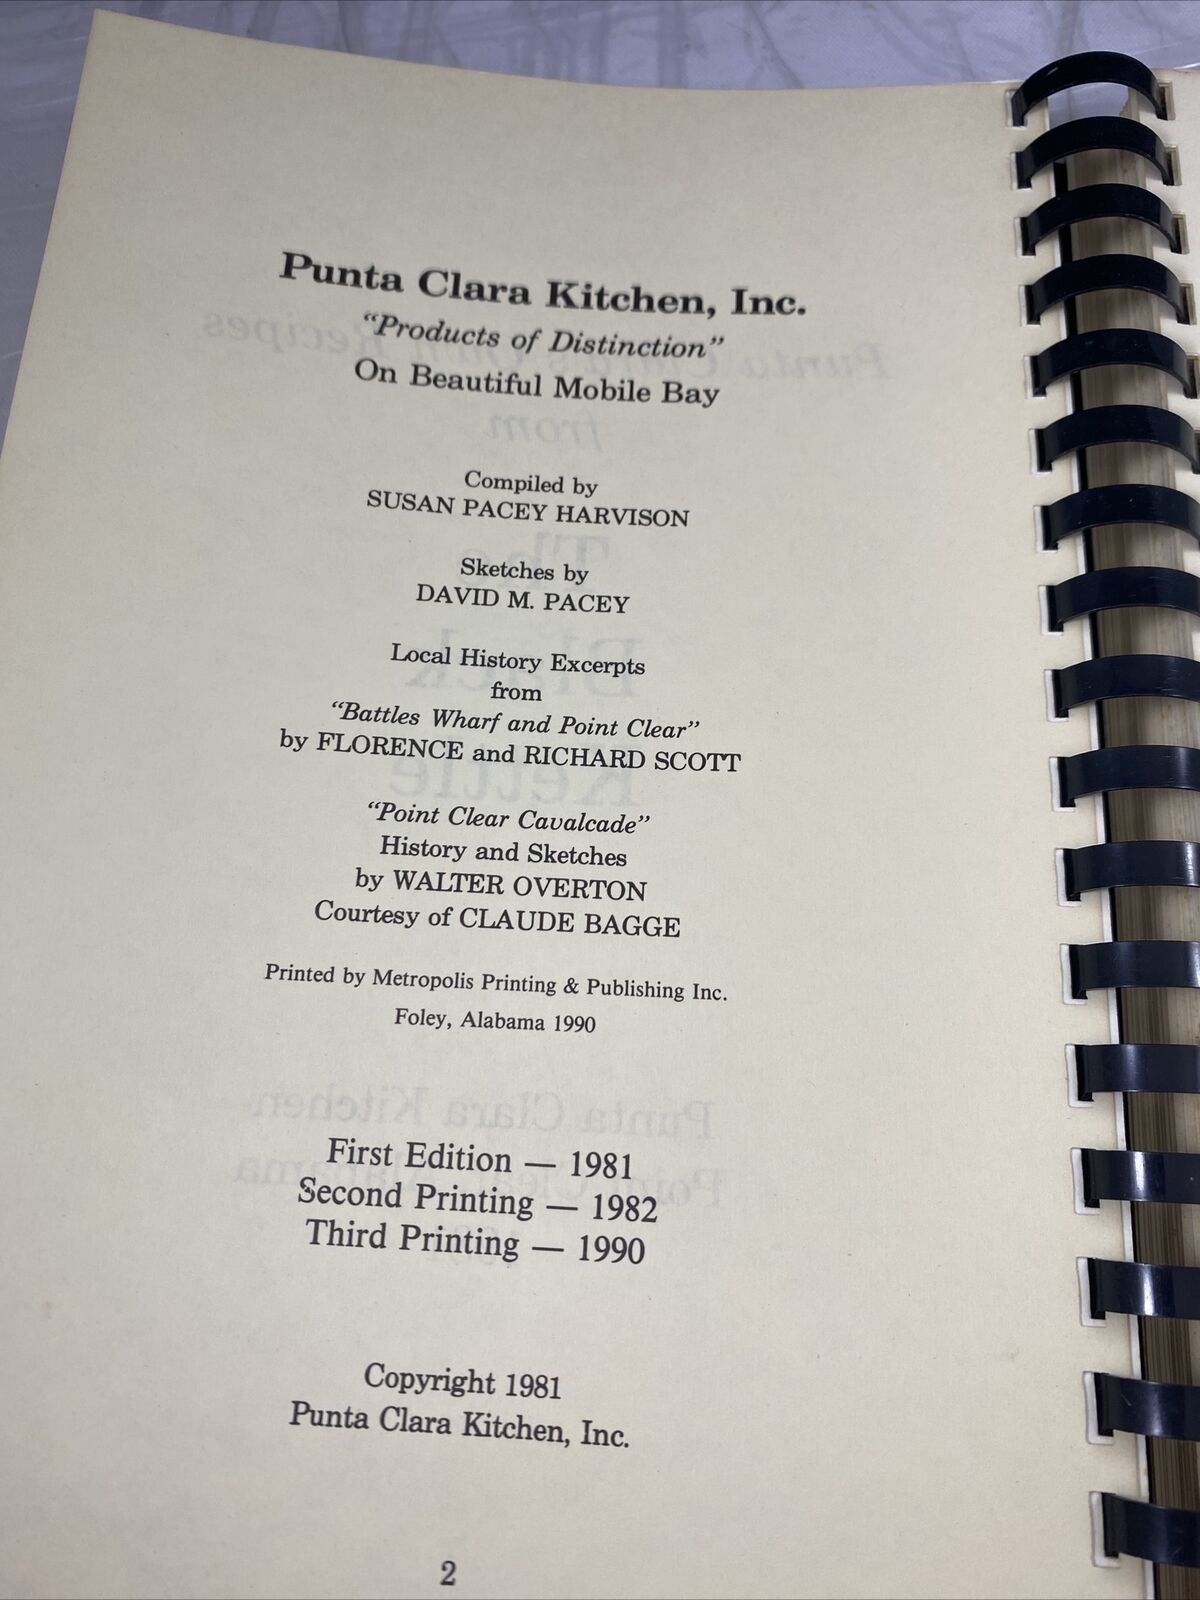 Punta Clara Kitchen, Inc.
“Products of Distinction”
On Beautiful Mobile Bay
Compiled by
SUSAN PACEY HARVISON
Sketches by
DAVID M. PACEY
Local History Excerpts
from
“Battles Wharf and Point Clear”
by FLORENCE and RICHARD SCOTT
“Point Clear Cavalcade”
History and Sketches
by WALTER OVERTON
Courtesy of CLAUDE BAGGE
Printed by Metropolis Printing & Publishing Inc.
Foley, Alabama 1990
First Edition — 1981
Second Printing — 1982
Third Printing — 1990
Copyright 1981
Punta Clara Kitchen, Inc.
2